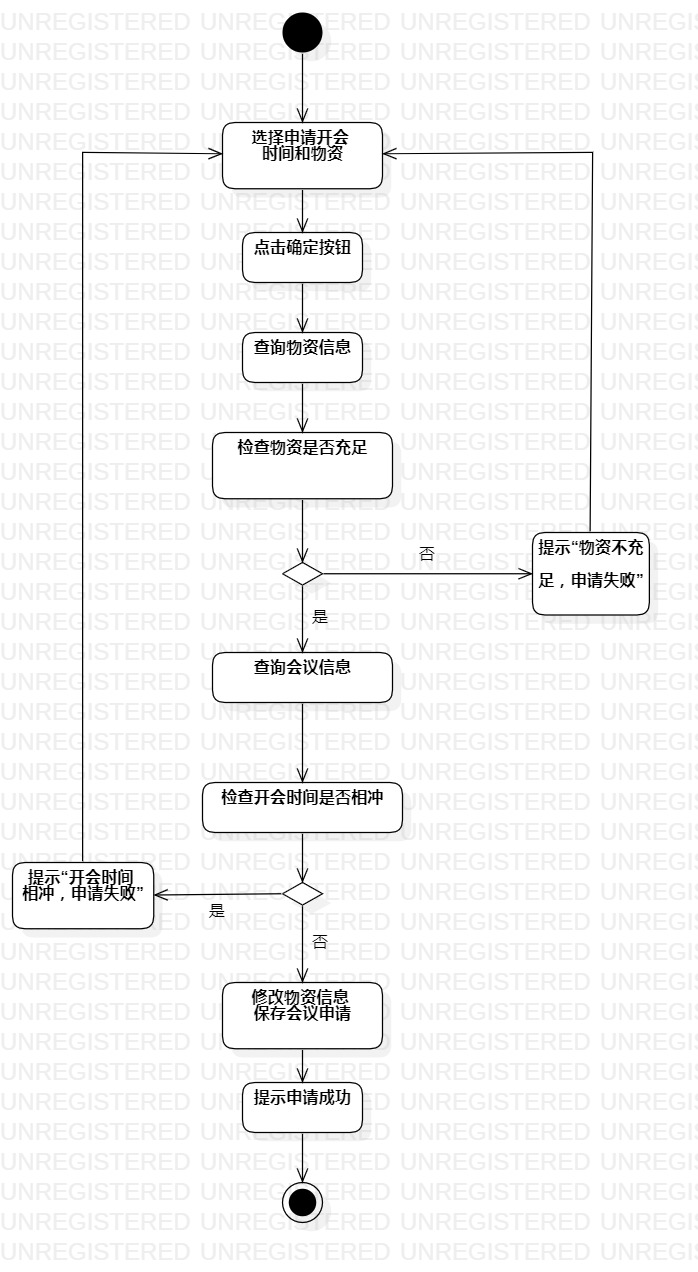 选择申请开会
时间和物资
点击确定按钮
查询物资信息
检查物资是否充足
否
提示“物资不充
足，申请失败”
是
查询会议信息
检查开会时间是否相冲
提示“开会时间
相冲，申请失败”
是
否
修改物资信息
保存会议申请
提示申请成功
UNREGISTERED